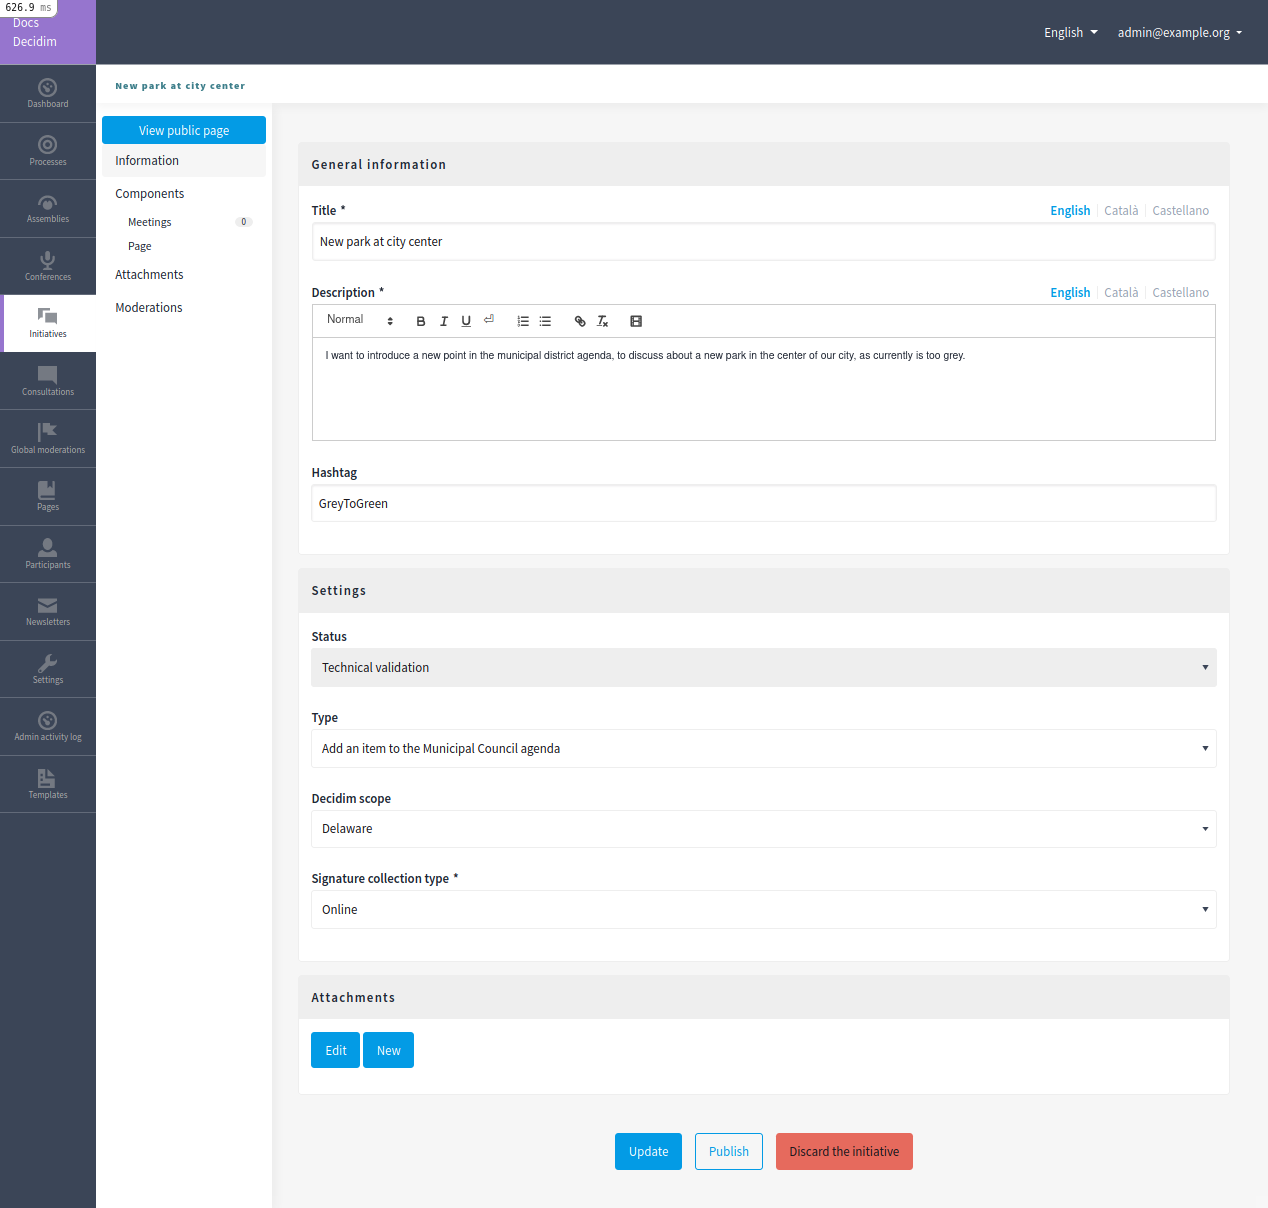 626.9 ms
Docs
Decidim
English
admin@example.org
New park at city center
Dashboard
Processes
Assemblies
Conferences
Initiatives
Consultations
Global moderations
Pages
Participants
Newsletters
Settings
Admin activity log
Templates
View public page
Information
Components
Meetings 0
Page
Attachments
Moderations
General information
Title * English Català Castellano
New park at city center
Description * English Català Castellano
Normal B I U
I want to introduce a new point in the municipal district agenda, to discuss about a new park in the center of our city, as currently is too grey.
Hashtag
GreyToGreen
Settings
Status
Technical validation
Type
Add an item to the Municipal Council agenda
Decidim scope
Delaware
Signature collection type *
Online
Attachments
Edit New
Update Publish Discard the initiative